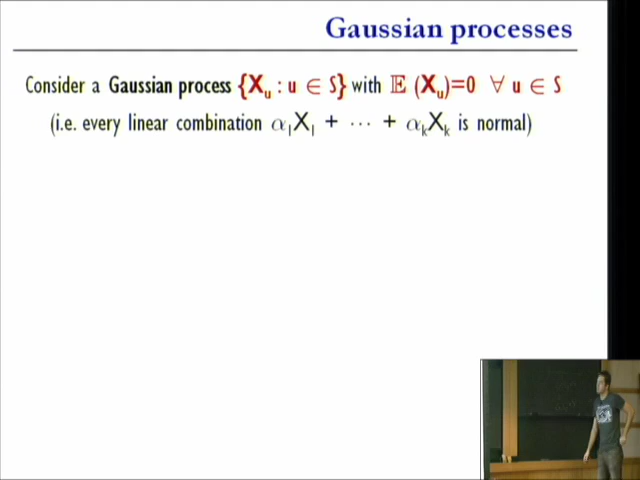 Gaussian processes
Consider a Gaussian process {X_u : u ∈ S} with 𝔼 (X_u)=0 ∀ u ∈ S
(i.e. every linear combination α_1X_1 + ⋯ + α_kX_k is normal)